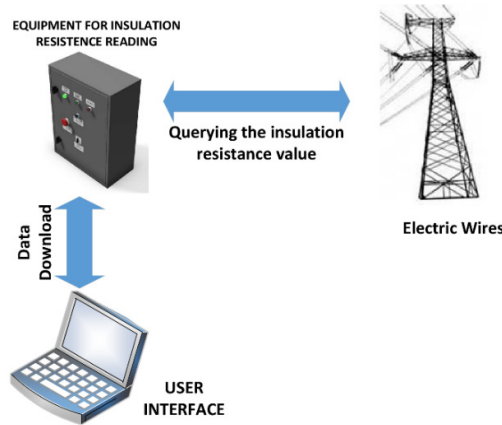 EQUIPMENT FOR INSULATION
RESISTENCE READING
Querying the insulation
resistance value
Electric Wires
Data
Download
USER
INTERFACE